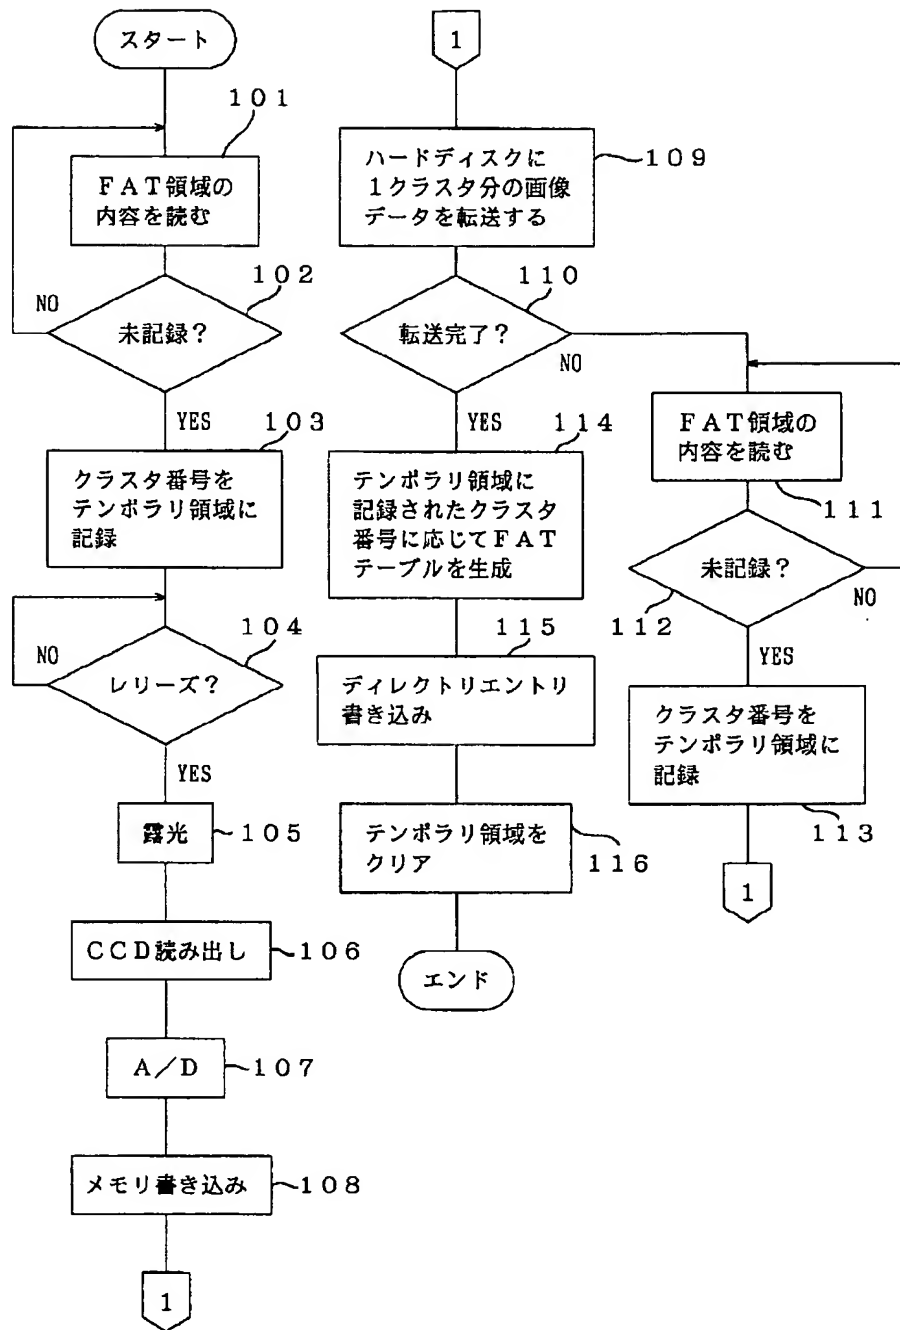 スタート
101
FAT領域の
内容を読む
102
未記録?
NO
YES
103
クラスタ番号を
テンポラリ領域に
記録
104
レリーズ?
NO
YES
露光
105
CCD読み出し
106
A/D
107
メモリ書き込み
108
1
1
ハードディスクに
1クラスタ分の画像
データを転送する
109
110
転送完了?
NO
YES
114
テンポラリ領域に
記録されたクラスタ
番号に応じてFAT
テーブルを生成
115
ディレクトリエントリ
書き込み
テンポラリ領域を
クリア
116
エンド
FAT領域の
内容を読む
111
未記録?
112
NO
YES
クラスタ番号を
テンポラリ領域に
記録
113
1